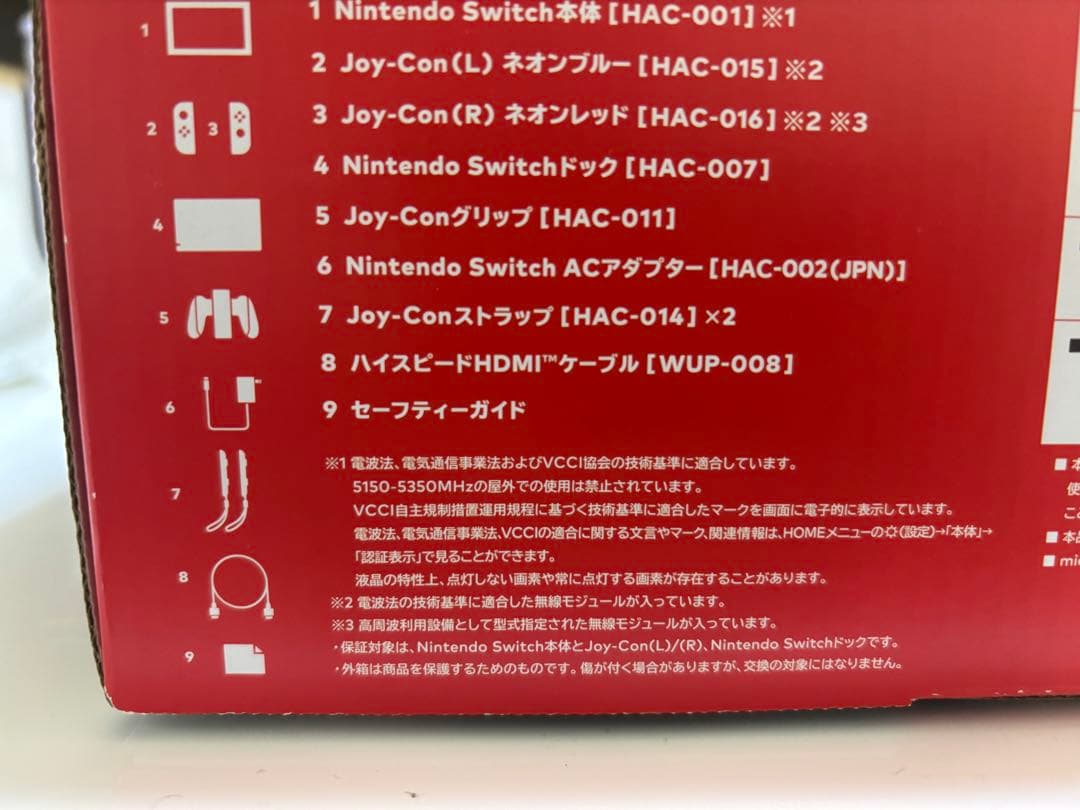 1 Nintendo Switch本体 [HAC-001] ※1
2 Joy-Con(L) ネオンブルー [HAC-015] ※2
3 Joy-Con(R) ネオンレッド [HAC-016] ※2 ※3
4 Nintendo Switchドック [HAC-007]
5 Joy-Conグリップ [HAC-011]
6 Nintendo Switch ACアダプター [HAC-002(JPN)]
7 Joy-Conストラップ [HAC-014] ×2
8 ハイスピードHDMI™ケーブル [WUP-008]
9 セーフティーガイド
※1 電波法、電気通信事業法およびVCCI協会の技術基準に適合しています。
5150-5350MHzの屋外での使用は禁止されています。
VCCI自主規制措置運用規程に基づく技術基準に適合したマークを画面に電子的に表示しています。
電波法、電気通信事業法、VCCIの適合に関する文言やマーク、関連情報は、HOMEメニューの(設定)→「本体」→
「認証表示」で見ることができます。
液晶の特性上、点灯しない画素や常に点灯する画素が存在することがあります。
※2 電波法の技術基準に適合した無線モジュールが入っています。
※3 高周波利用設備として型式指定された無線モジュールが入っています。
・保証対象は、Nintendo Switch本体とJoy-Con(L)/(R)、Nintendo Switchドックです。
・外箱は商品を保護するためのものです。傷が付く場合がありますが、交換の対象にはなりません。
1
2 3
4
5
6
7
8
9
■ 本
使
こ
■ 本品
■ mic